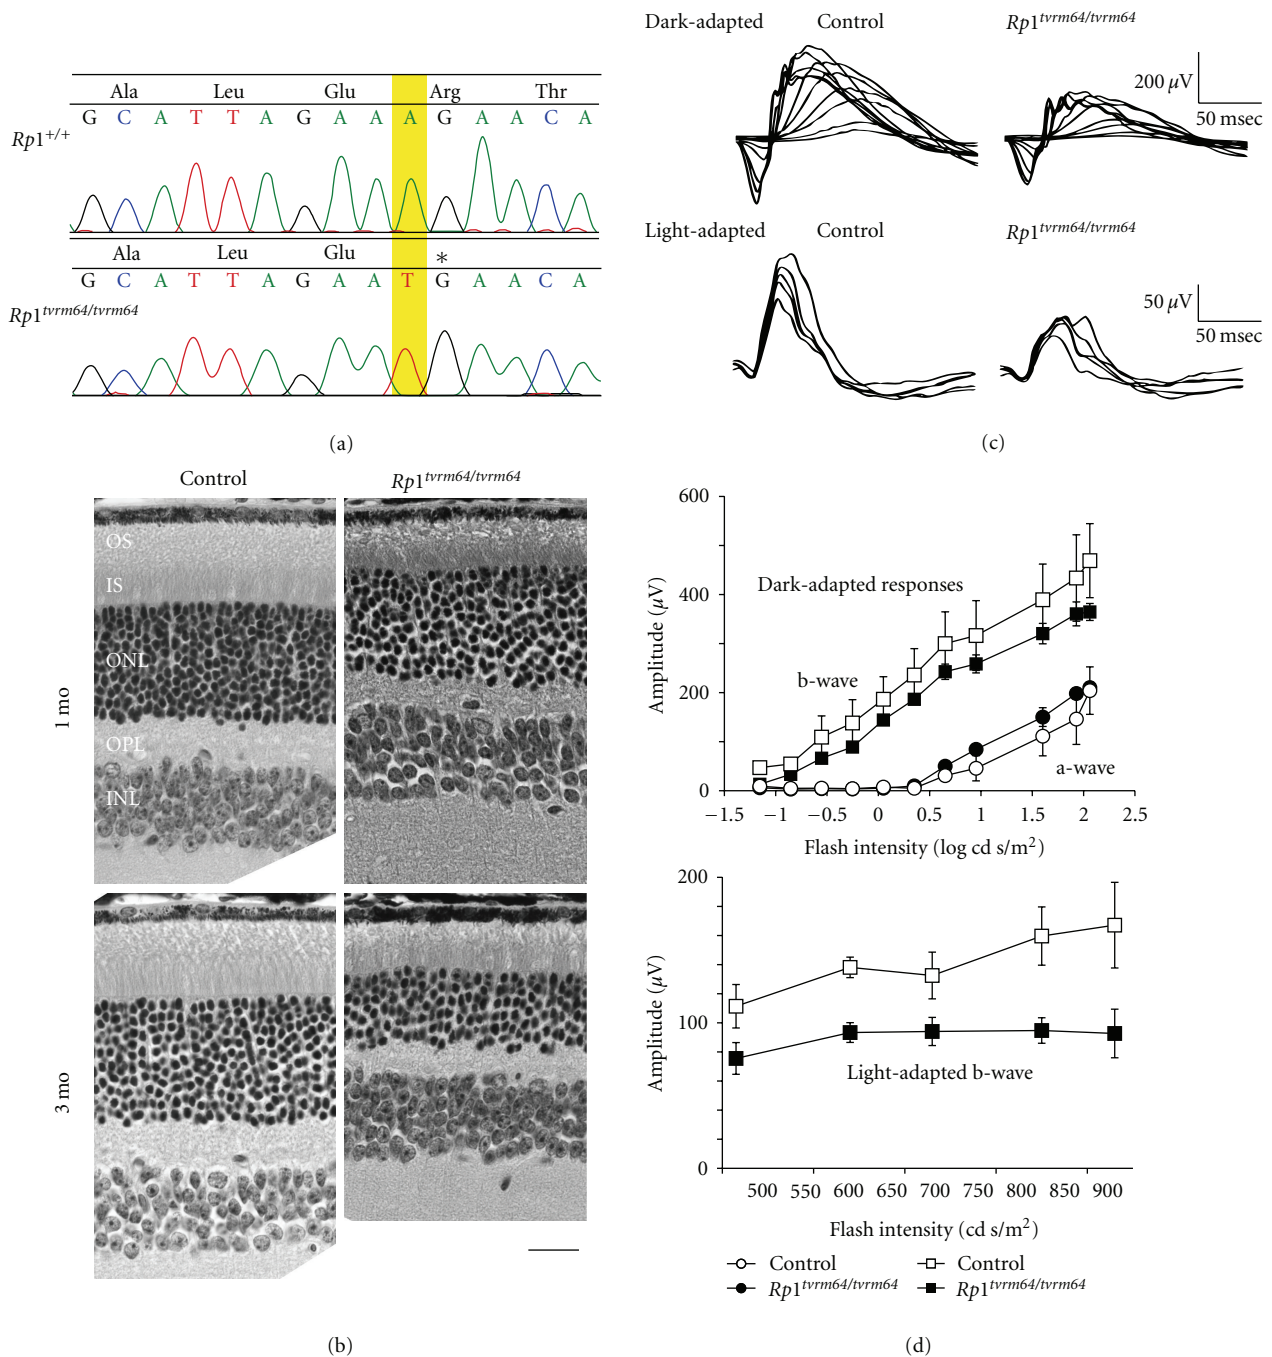 Ala Leu Glu Arg Thr
G C A T T A G A A A G A A C A
Rp1+/+
Ala Leu Glu *
G C A T T A G A A T G A A C A
Rp1tvrm64/tvrm64
(a)
Control Rp1tvrm64/tvrm64
OS
IS
ONL
OPL
INL
1 mo
3 mo
(b)
Dark-adapted Control Rp1tvrm64/tvrm64
200 μV
50 msec
Light-adapted Control Rp1tvrm64/tvrm64
50 μV
50 msec
(c)
600
400
200
0
Amplitude (μV)
Dark-adapted responses
b-wave
a-wave
−1.5 −1 −0.5 0 0.5 1 1.5 2 2.5
Flash intensity (log cd s/m2)
200
100
0
Amplitude (μV)
Light-adapted b-wave
500 550 600 650 700 800 850 900
Flash intensity (cd s/m2)
Control Control
Rp1tvrm64/tvrm64 Rp1tvrm64/tvrm64
(d)